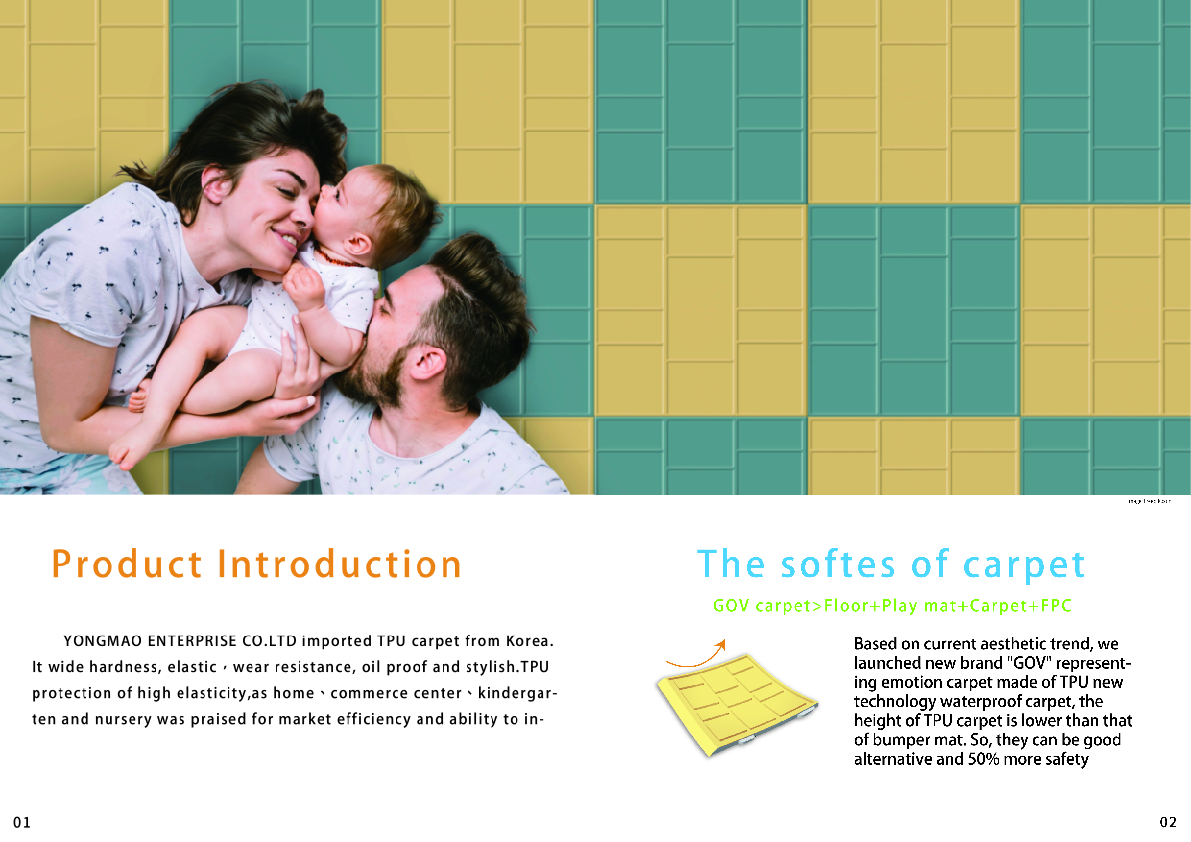 Product Introduction
YONGMAO ENTERPRISE CO.LTD imported TPU carpet from Korea.
It wide hardness, elastic,wear resistance, oil proof and stylish.TPU
protection of high elasticity,as home、commerce center、kindergar-
ten and nursery was praised for market efficiency and ability to in-
01
The softes of carpet
GOV carpet>Floor+Play mat+Carpet+FPC
Based on current aesthetic trend, we
launched new brand "GOV" represent-
ing emotion carpet made of TPU new
technology waterproof carpet, the
height of TPU carpet is lower than that
of bumper mat. So, they can be good
alternative and 50% more safety
02